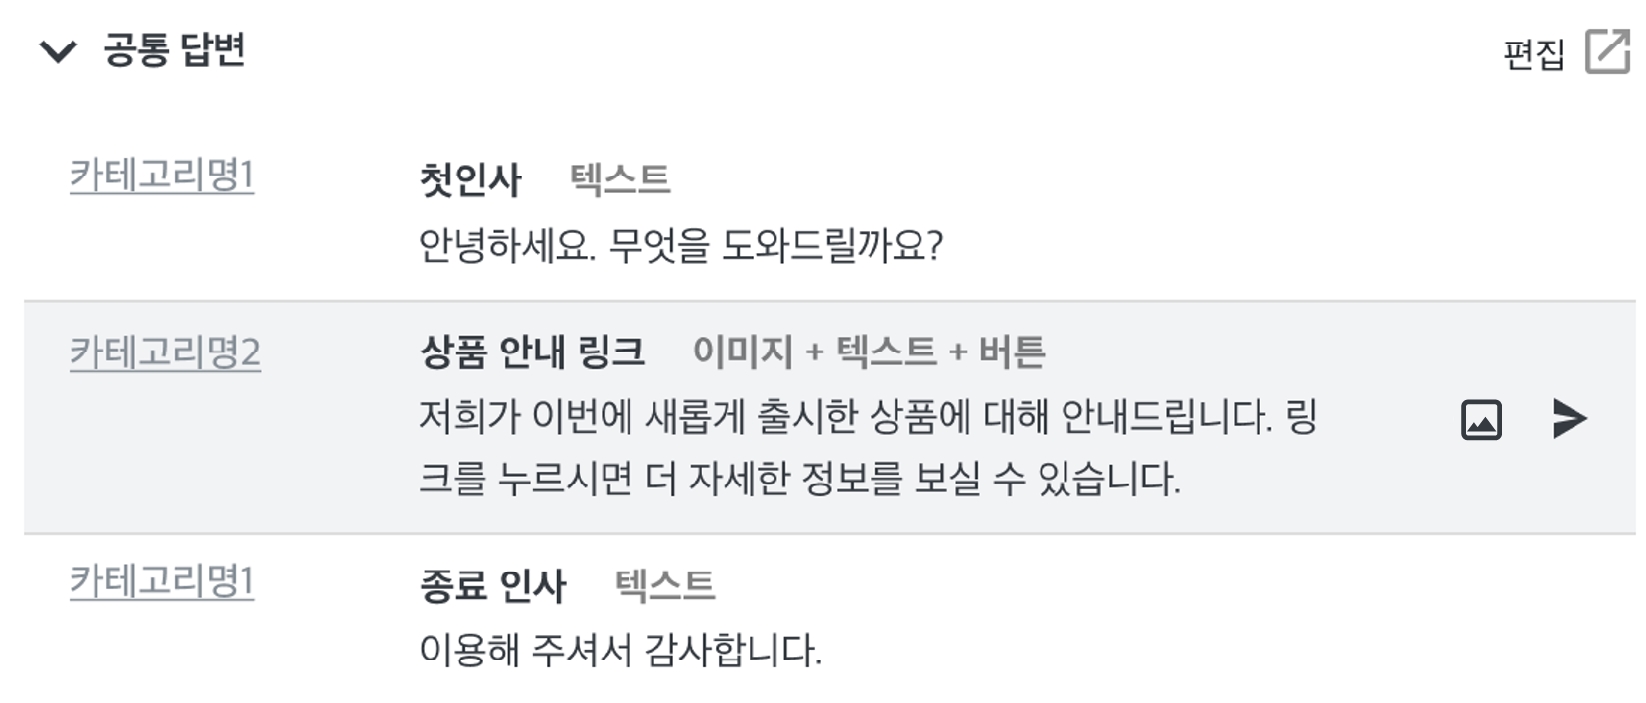 공통 답변
편집
카테고리명1
첫인사 텍스트
안녕하세요. 무엇을 도와드릴까요?
카테고리명2
상품 안내 링크 이미지 + 텍스트 + 버튼
저희가 이번에 새롭게 출시한 상품에 대해 안내드립니다. 링
크를 누르시면 더 자세한 정보를 보실 수 있습니다.
카테고리명1
종료 인사 텍스트
이용해 주셔서 감사합니다.